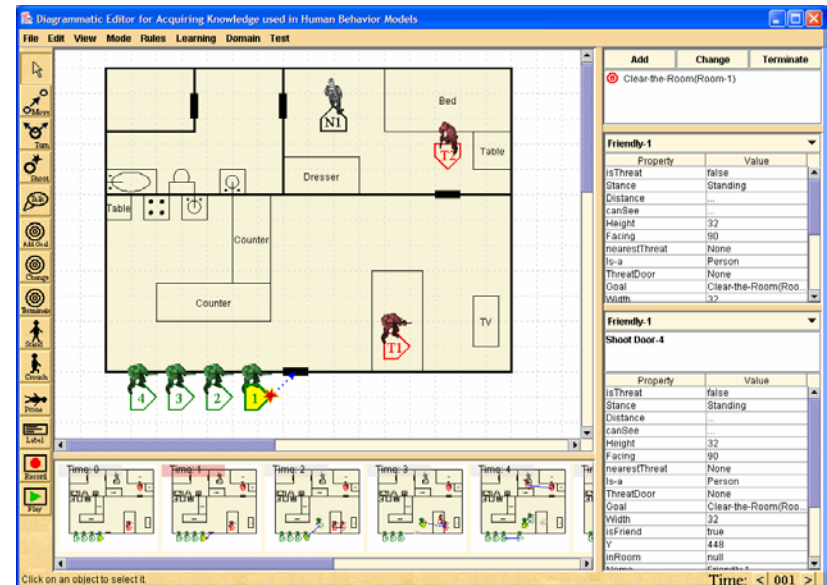 Diagrammatic Editor for Acquiring Knowledge used in Human Behavior Models
File Edit View Mode Rules Learning Domain Test
Move
Turn
Shoot
Talk
Add Goal
Change
Terminate
Stand
Crouch
Prone
Label
Record
Play
N1
Bed
T2
Table
Dresser
Table
Counter
Counter
T1
TV
4 3 2 1
Time: 0 Time: 1 Time: 2 Time: 3 Time: 4
Add Change Terminate
Clear-the-Room(Room-1)
Friendly-1
Property Value
isThreat false
Stance Standing
Distance ...
canSee ...
Height 32
Facing 90
nearestThreat None
Is-a Person
ThreatDoor None
Goal Clear-the-Room(Roo...
Width 32
Friendly-1
Shoot Door-4
Property Value
isThreat false
Stance Standing
Distance ...
canSee ...
Height 32
Facing 90
nearestThreat None
Is-a Person
ThreatDoor None
Goal Clear-the-Room(Roo...
Width 32
isFriend true
Y 448
inRoom null
Name Friendly-1
Click on an object to select it.
Time: < 001 >